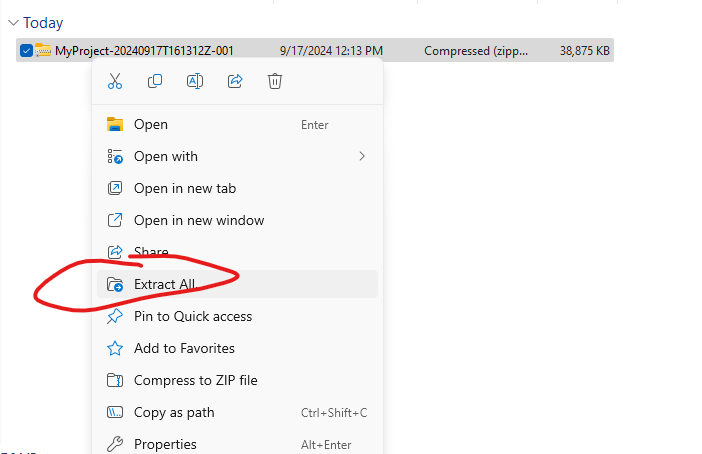 Today
MyProject-20240917T161312Z-001 9/17/2024 12:13 PM Compressed (zipp... 38,875 KB
Open Enter
Open with
Open in new tab
Open in new window
Share
Extract All...
Pin to Quick access
Add to Favorites
Compress to ZIP file
Copy as path Ctrl+Shift+C
Properties Alt+Enter